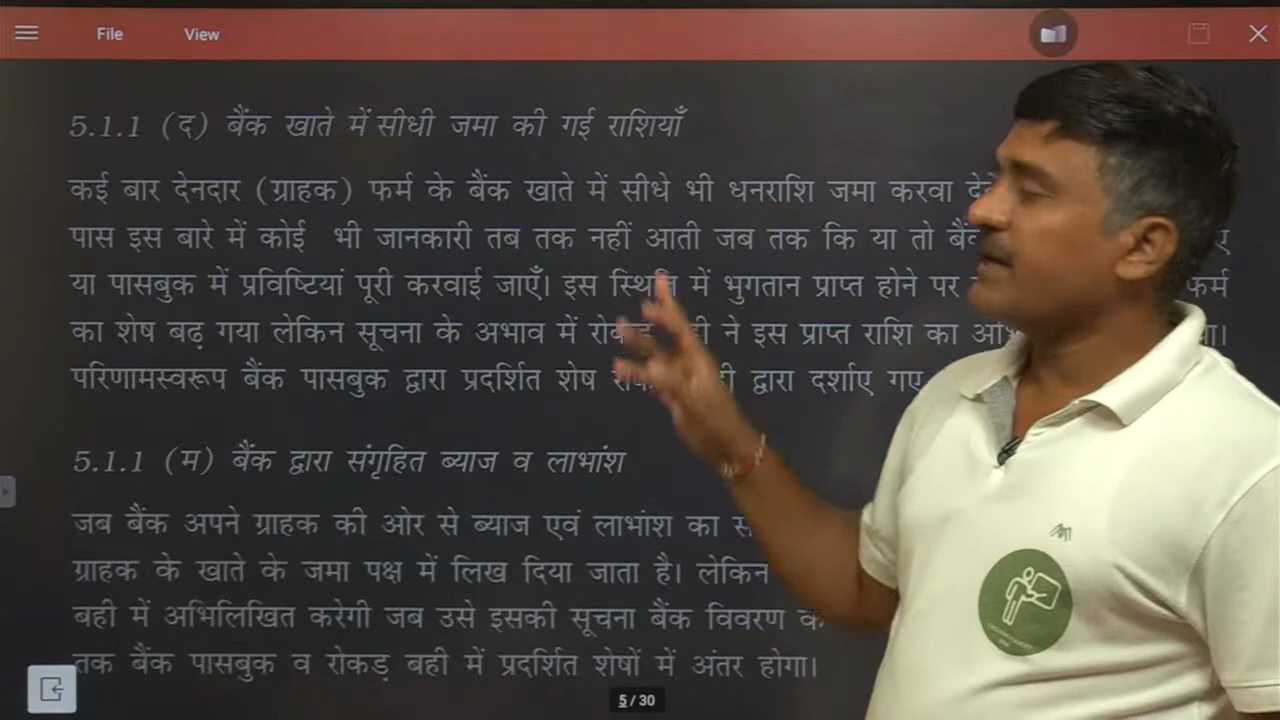 File View
5.1.1 (द) बैंक खाते में सीधी जमा की गई राशियाँ
कई बार देनदार (ग्राहक) फर्म के बैंक खाते में सीधे भी धनराशि जमा करवा
पास इस बारे में कोई भी जानकारी तब तक नहीं आती जब तक कि या तो
या पासबुक में प्रविष्टियां पूरी करवाई जाएँ। इस स्थिति में भुगतान प्राप्त होने पर फर्म
का शेष बढ़ गया लेकिन सूचना के अभाव में ने इस प्राप्त राशि का
परिणामस्वरूप बैंक पासबुक द्वारा प्रदर्शित शेष द्वारा दर्शाए गए
5.1.1 (म) बैंक द्वारा संगृहित ब्याज व लाभांश
जब बैंक अपने ग्राहक की ओर से ब्याज एवं लाभांश का
ग्राहक के खाते के जमा पक्ष में लिख दिया जाता है। लेकिन
बही में अभिलिखित करेगी जब उसे इसकी सूचना बैंक विवरण
तक बैंक पासबुक व रोकड़ बही में प्रदर्शित शेषों में अंतर होगा।
5 / 30